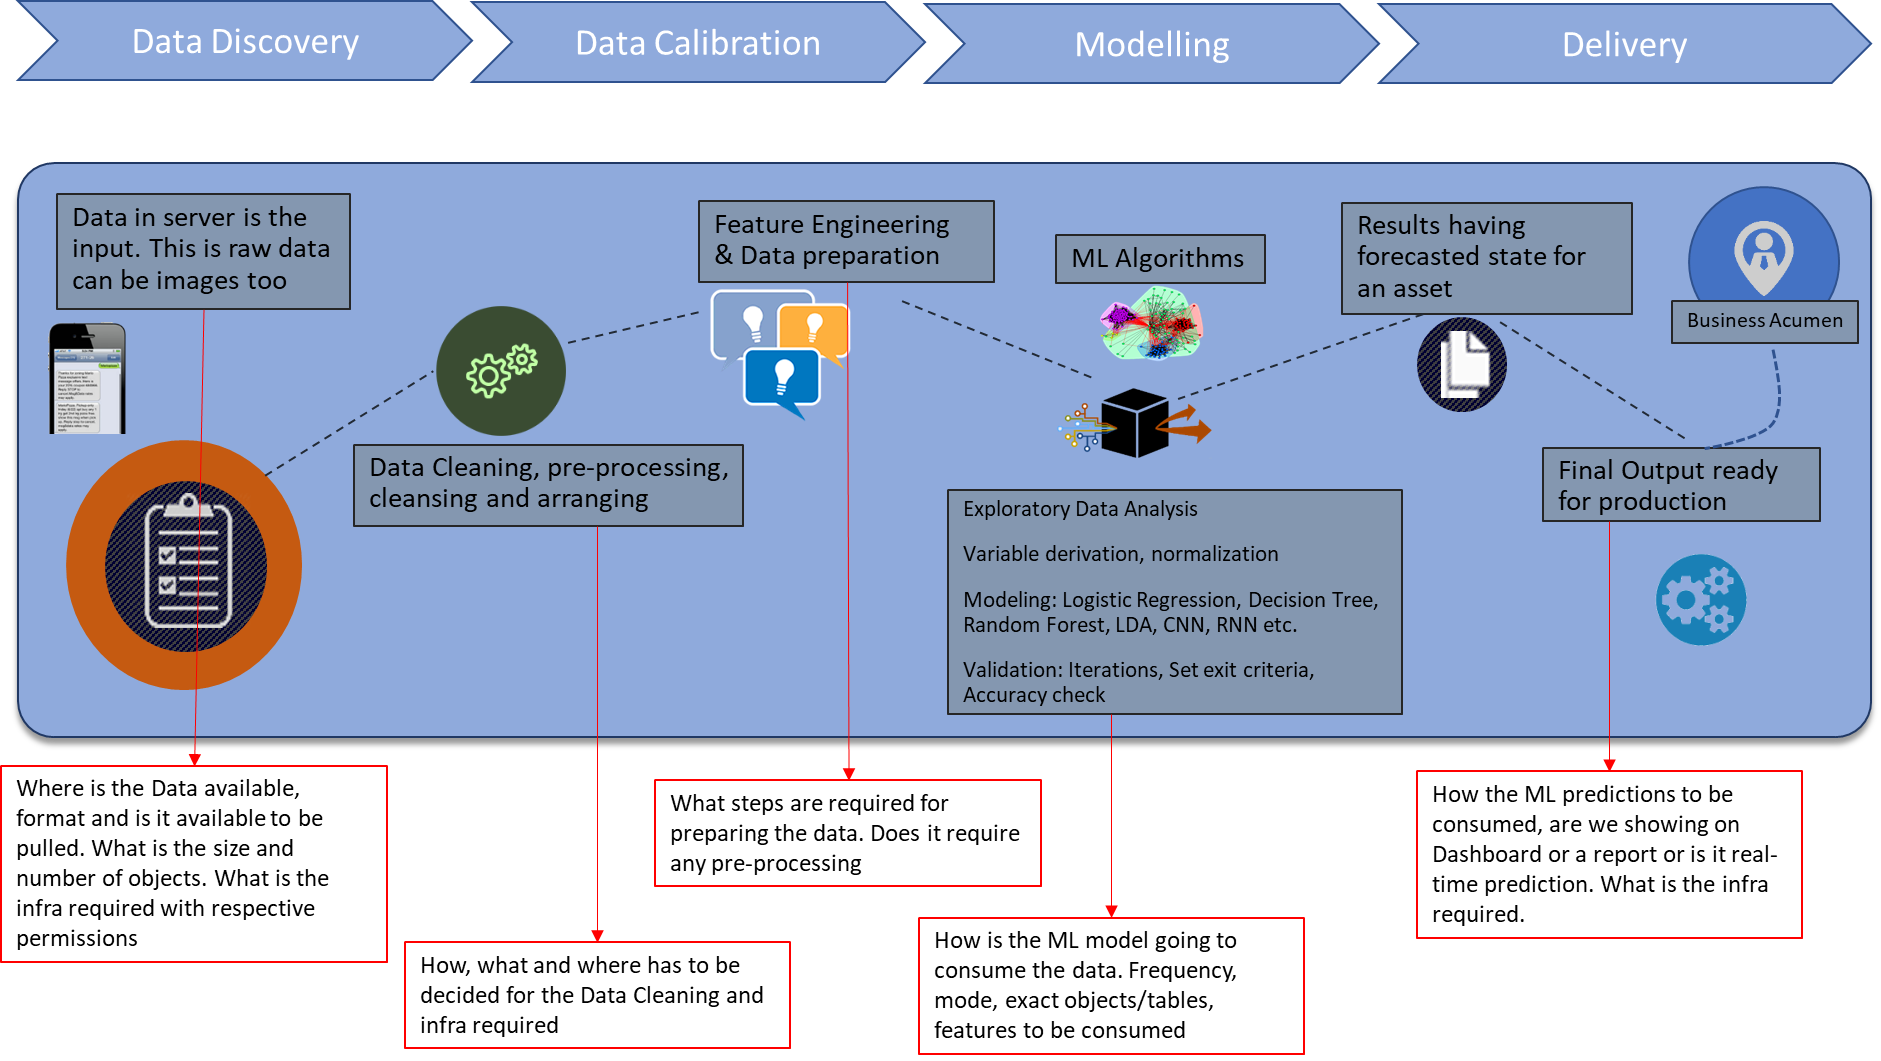 Data Discovery
Data Calibration
Modelling
Delivery
Data in server is the
input. This is raw data
can be images too
Feature Engineering
& Data preparation
ML Algorithms
Results having
forecasted state for
an asset
Business Acumen
Data Cleaning, pre-processing,
cleansing and arranging
Final Output ready
for production
Exploratory Data Analysis
Variable derivation, normalization
Modeling: Logistic Regression, Decision Tree,
Random Forest, LDA, CNN, RNN etc.
Validation: Iterations, Set exit criteria,
Accuracy check
Where is the Data available,
format and is it available to be
pulled. What is the size and
number of objects. What is the
infra required with respective
permissions
How, what and where has to be
decided for the Data Cleaning and
infra required
What steps are required for
preparing the data. Does it require
any pre-processing
How is the ML model going to
consume the data. Frequency,
mode, exact objects/tables,
features to be consumed
How the ML predictions to be
consumed, are we showing on
Dashboard or a report or is it real-
time prediction. What is the infra
required.